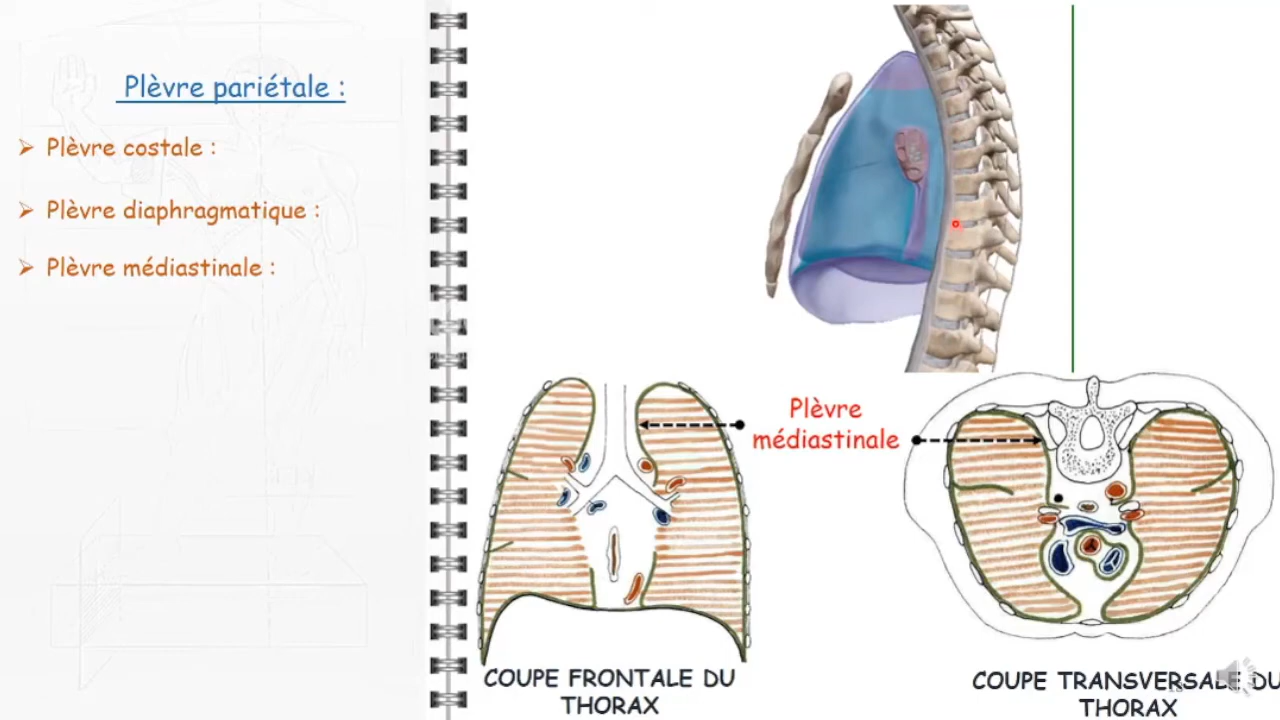 Plèvre pariétale :
➢ Plèvre costale :
➢ Plèvre diaphragmatique :
➢ Plèvre médiastinale :
Plèvre
médiastinale
COUPE FRONTALE DU
THORAX
COUPE TRANSVERSALE DU
THORAX